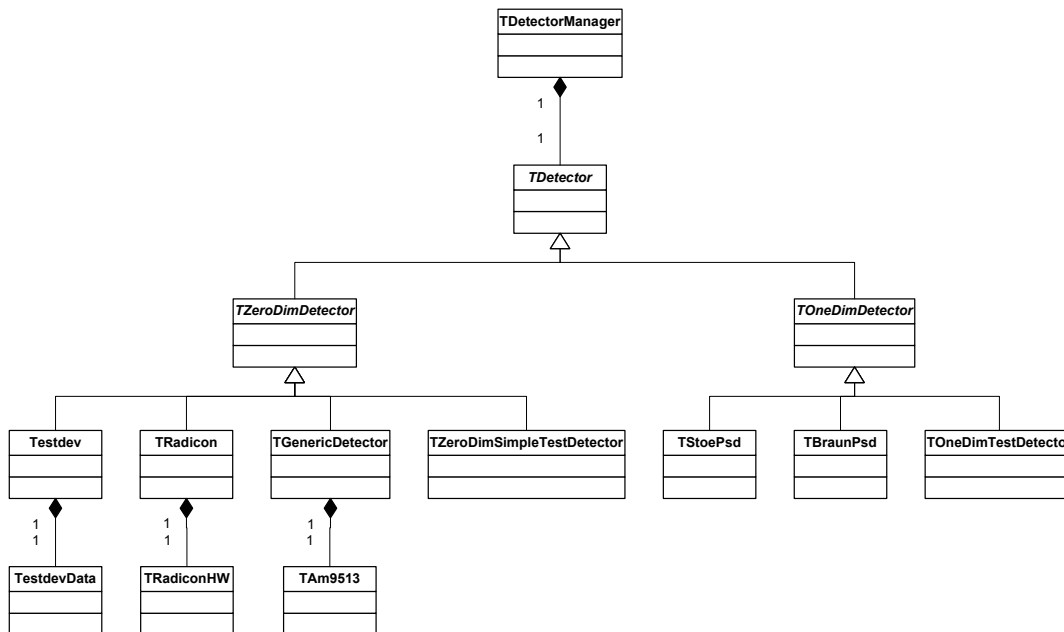 TDetectorManager
1
1
TDetector
TZeroDimDetector
TOneDimDetector
Testdev
TRadicon
TGenericDetector
TZeroDimSimpleTestDetector
TStoePsd
TBraunPsd
TOneDimTestDetector
1
1
1
1
1
1
TestdevData
TRadiconHW
TAm9513